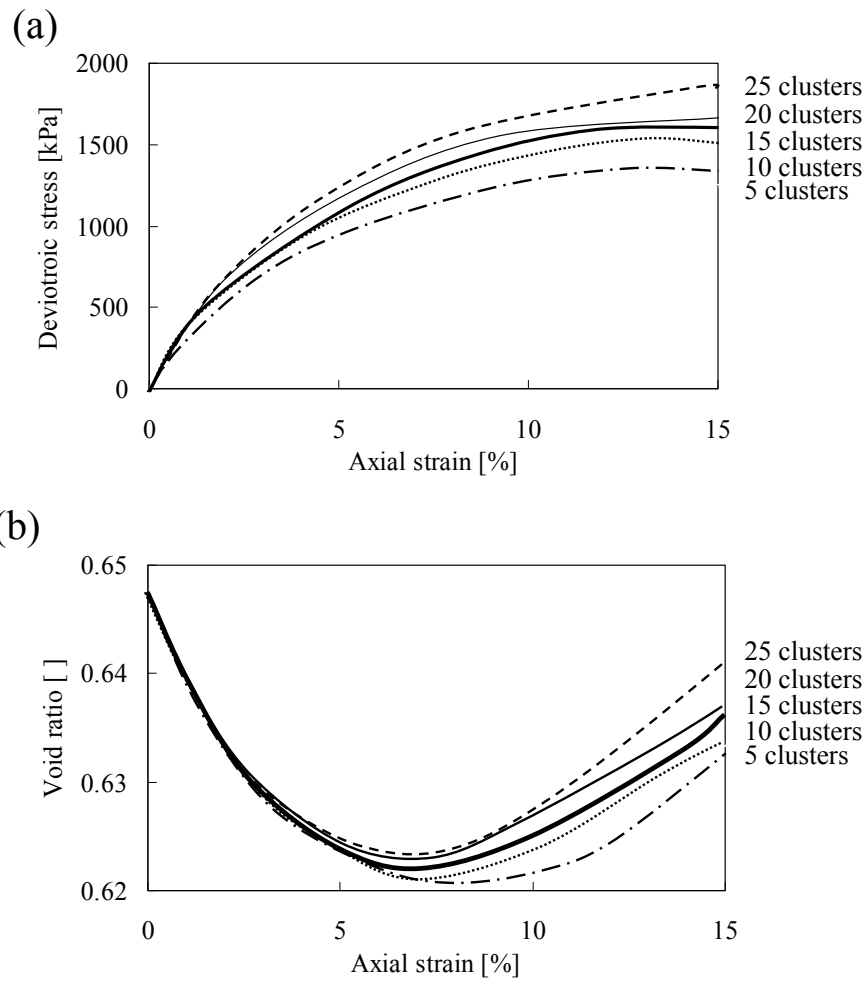 (a)
2000
1500
1000
500
0
Deviotroic stress [kPa]
0 5 10 15
Axial strain [%]
25 clusters
20 clusters
15 clusters
10 clusters
5 clusters
(b)
0.65
0.64
0.63
0.62
Void ratio [ ]
0 5 10 15
Axial strain [%]
25 clusters
20 clusters
15 clusters
10 clusters
5 clusters